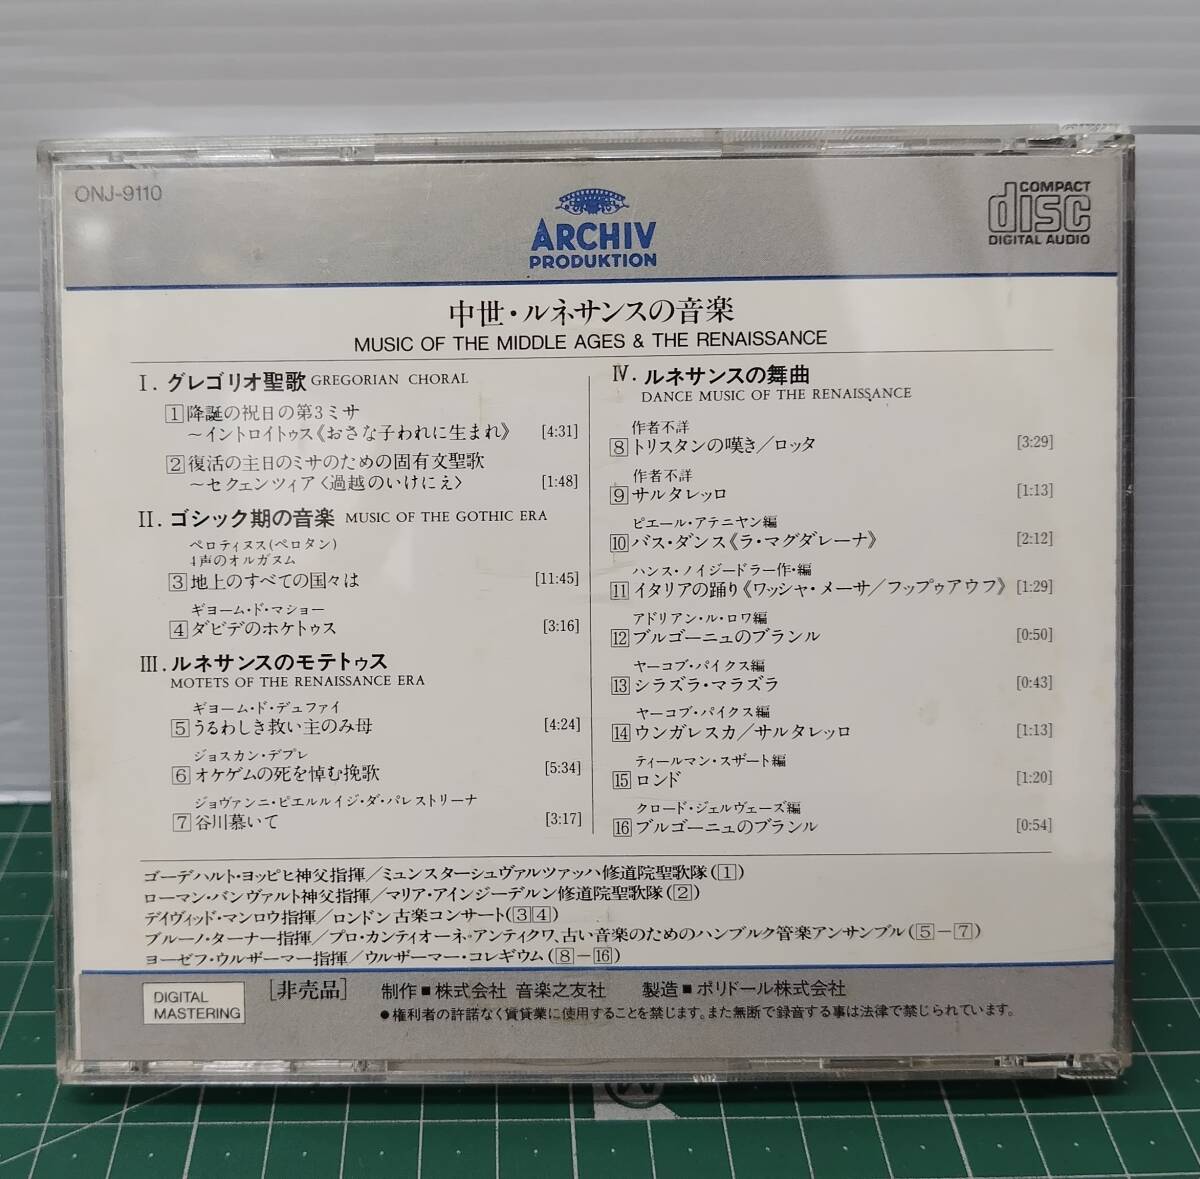 ONJ-9110
ARCHIV
PRODUKTION
COMPACT
disc
DIGITAL AUDIO
中世・ルネサンスの音楽
MUSIC OF THE MIDDLE AGES & THE RENAISSANCE
I. グレゴリオ聖歌 GREGORIAN CHORAL
1 降誕の祝日の第3ミサ
〜イントロイトゥス《おさな子われに生まれ》 [4:31]
2 復活の主日のミサのための固有文聖歌
〜セクェンツィア〈過越のいけにえ〉 [1:48]
II. ゴシック期の音楽 MUSIC OF THE GOTHIC ERA
ペロティヌス(ペロタン)
4声のオルガヌム
3 地上のすべての国々は [11:45]
ギヨーム・ド・マショー
4 ダビデのホケトゥス [3:16]
III. ルネサンスのモテトゥス
MOTETS OF THE RENAISSANCE ERA
ギヨーム・ド・デュファイ
5 うるわしき救い主のみ母 [4:24]
ジョスカン・デプレ
6 オケゲムの死を悼む挽歌 [5:34]
ジョヴァンニ・ピエルルイジ・ダ・パレストリーナ
7 谷川慕いて [3:17]
IV. ルネサンスの舞曲
DANCE MUSIC OF THE RENAISSANCE
作者不詳
8 トリスタンの嘆き/ロッタ [3:29]
作者不詳
9 サルタレッロ [1:13]
ピエール・アテニヤン編
10 バス・ダンス《ラ・マグダレーナ》 [2:12]
ハンス・ノイジードラー作・編
11 イタリアの踊り《ワッシャ・メーサ/フップゥアウフ》 [1:29]
アドリアン・ル・ロワ編
12 ブルゴーニュのブランル [0:50]
ヤーコブ・パイクス編
13 シラズラ・マラズラ [0:43]
ヤーコブ・パイクス編
14 ウンガレスカ/サルタレッロ [1:13]
ティールマン・スザート編
15 ロンド [1:20]
クロード・ジェルヴェーズ編
16 ブルゴーニュのブランル [0:54]
ゴーデハルト・ヨッピヒ神父指揮/ミュンスターシュヴァルツァッハ修道院聖歌隊(1)
ローマン・バンヴァルト神父指揮/マリア・アインジーデルン修道院聖歌隊(2)
デイヴィッド・マンロウ指揮/ロンドン古楽コンサート(3 4)
ブルーノ・ターナー指揮/プロ・カンティオーネ・アンティクワ、古い音楽のためのハンブルク管楽アンサンブル(5-7)
ヨーゼフ・ウルザーマー指揮/ウルザーマー・コレギウム(8-16)
DIGITAL
MASTERING
[非売品] 制作■株式会社 音楽之友社 製造■ポリドール株式会社
●権利者の許諾なく賃貸業に使用することを禁じます。また無断で録音する事は法律で禁じられています。